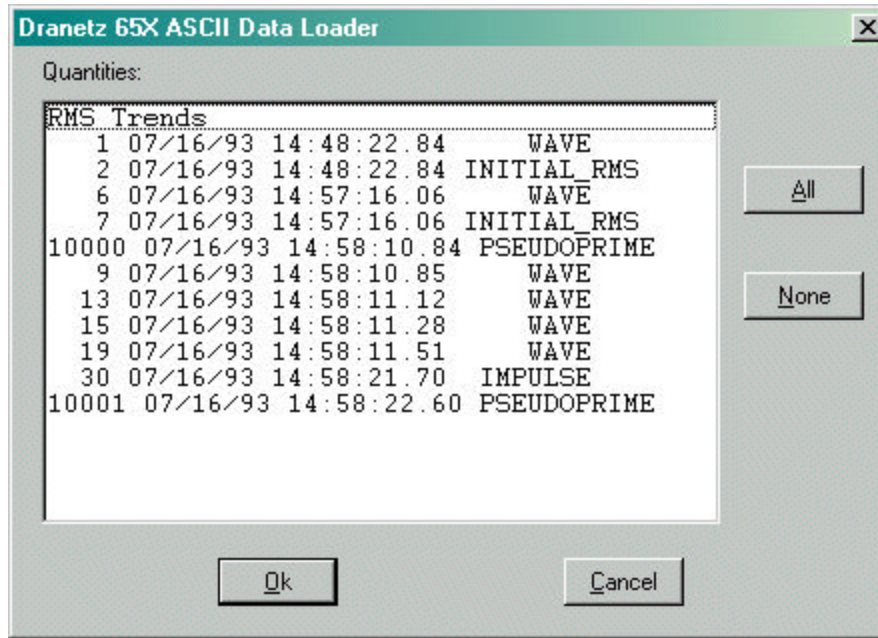 Dranetz 65X ASCII Data Loader
Quantities:
RMS Trends
1 07/16/93 14:48:22.84 WAVE
2 07/16/93 14:48:22.84 INITIAL_RMS
6 07/16/93 14:57:16.06 WAVE
7 07/16/93 14:57:16.06 INITIAL_RMS
10000 07/16/93 14:58:10.84 PSEUDOPRIME
9 07/16/93 14:58:10.85 WAVE
13 07/16/93 14:58:11.12 WAVE
15 07/16/93 14:58:11.28 WAVE
19 07/16/93 14:58:11.51 WAVE
30 07/16/93 14:58:21.70 IMPULSE
10001 07/16/93 14:58:22.60 PSEUDOPRIME
All
None
Ok
Cancel